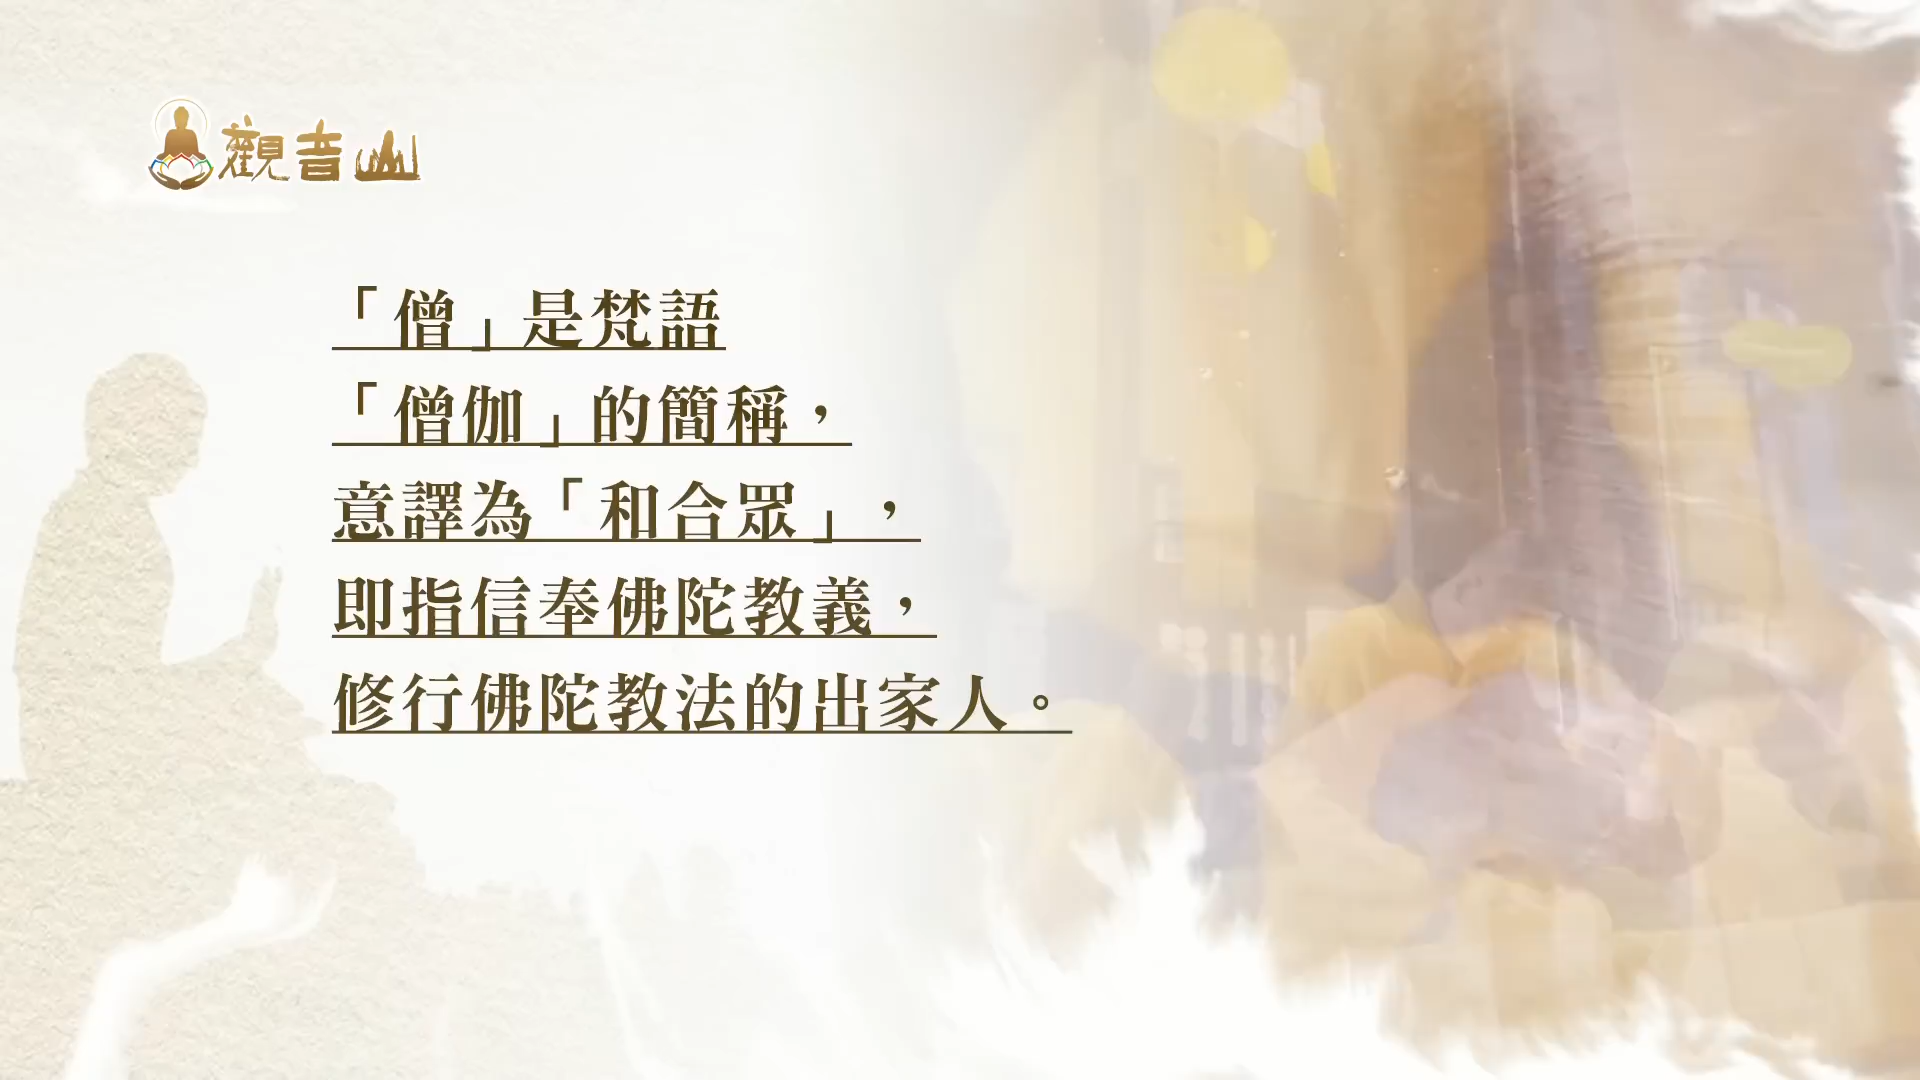 觀音山
「僧」是梵語
「僧伽」的簡稱，
意譯為「和合眾」，
即指信奉佛陀教義，
修行佛陀教法的出家人。